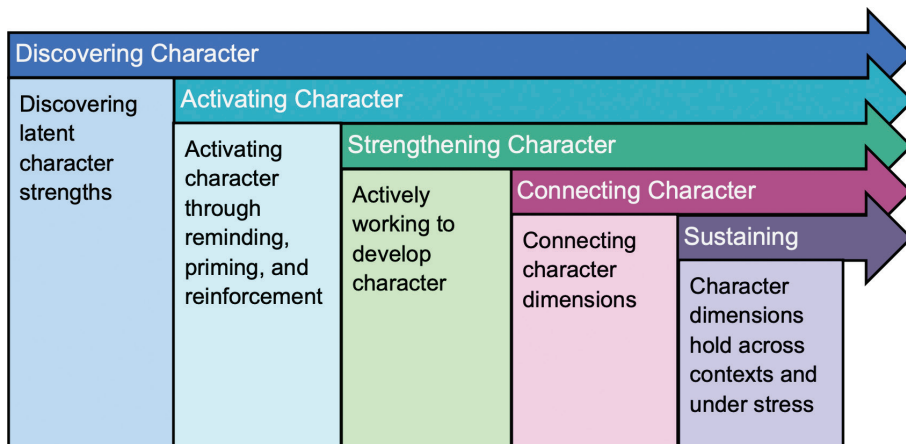 Discovering Character
Discovering
latent
character
strengths
Activating Character
Activating
character
through
reminding,
priming, and
reinforcement
Strengthening Character
Actively
working to
develop
character
Connecting Character
Connecting
character
dimensions
Sustaining
Character
dimensions
hold across
contexts and
under stress